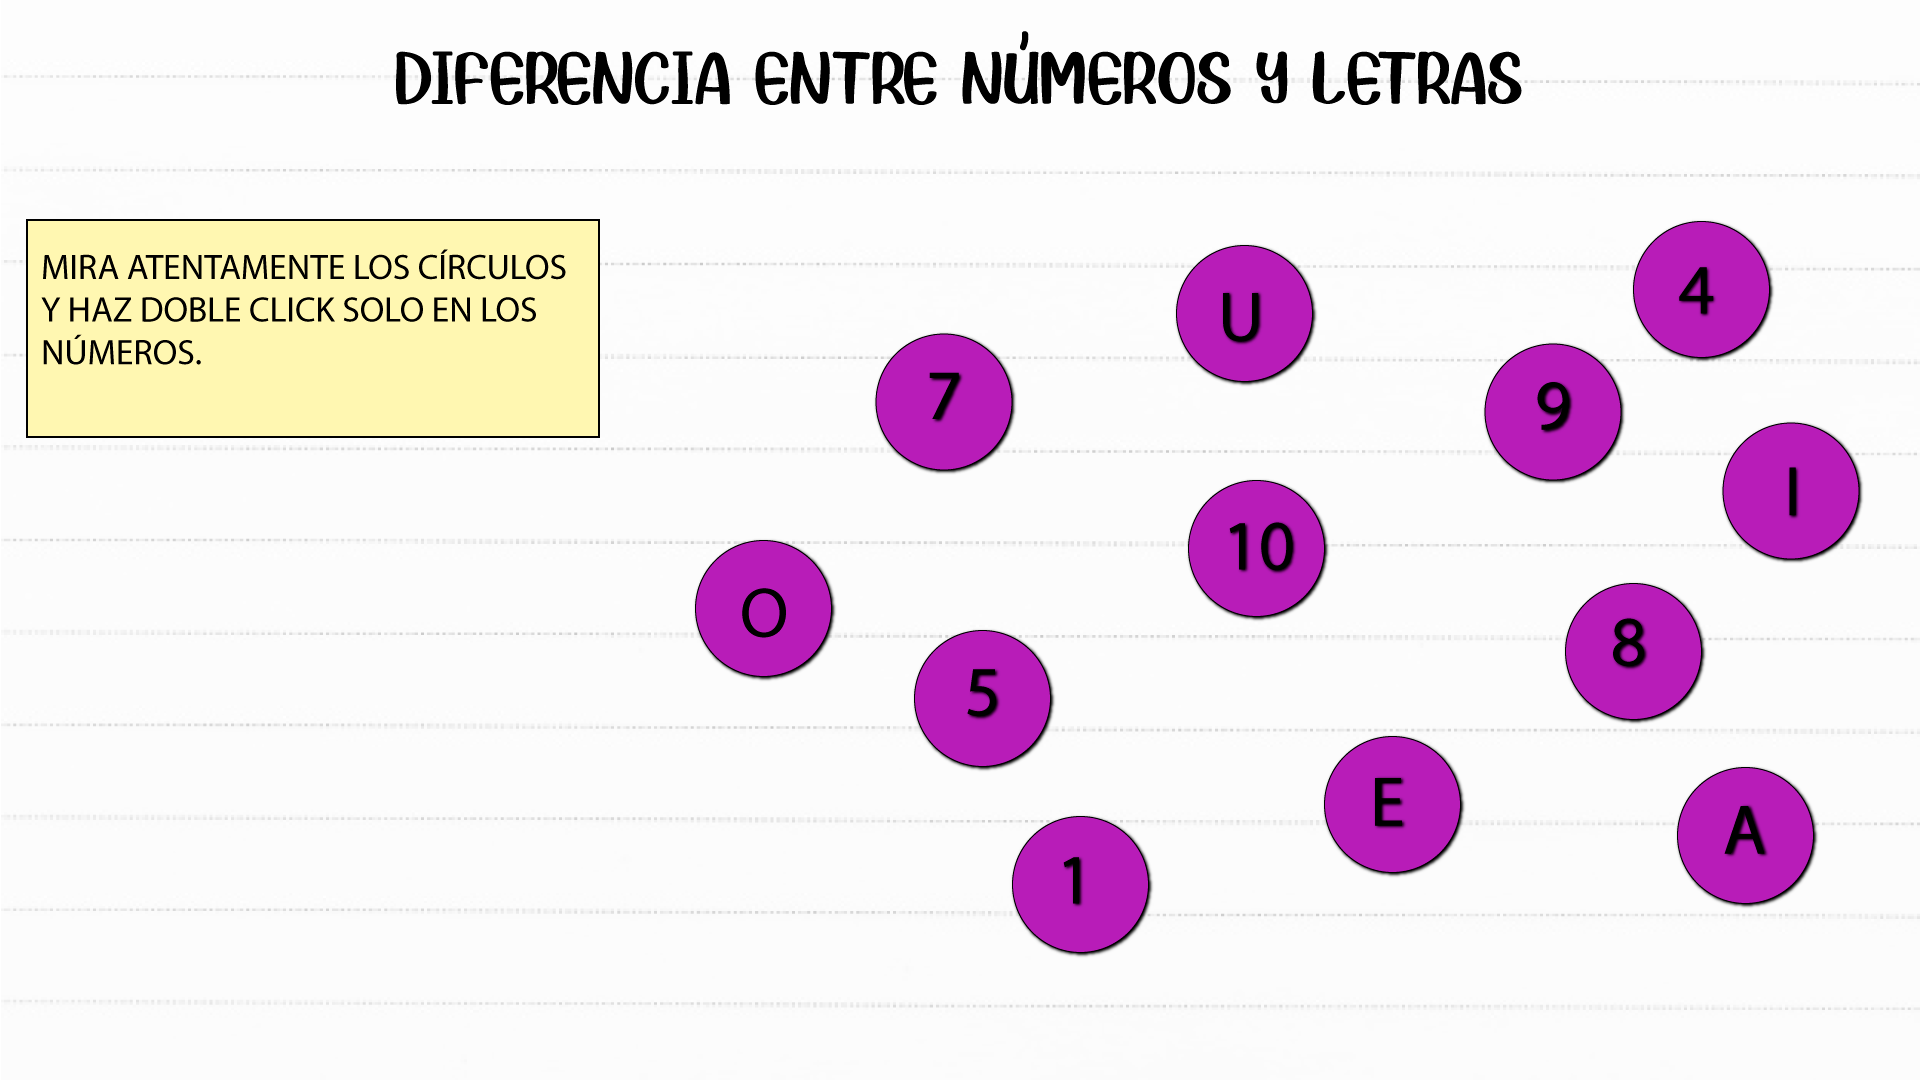 DIFERENCIA ENTRE NÚMEROS Y LETRAS
MIRA ATENTAMENTE LOS CÍRCULOS
Y HAZ DOBLE CLICK SOLO EN LOS
NÚMEROS.
4
U
7
9
I
10
O
8
5
E
A
1